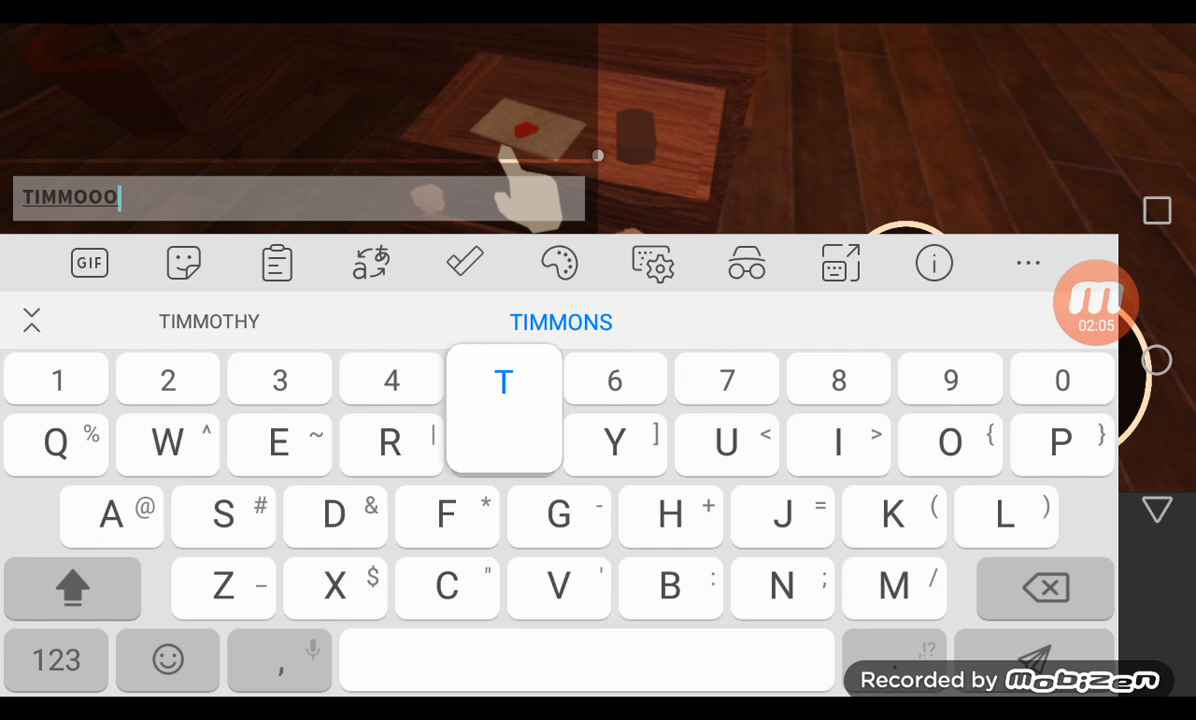 TIMMOOO
GIF
TIMMOTHY TIMMONS
02:05
1 2 3 4 T 6 7 8 9 0
Q % W ^ E ~ R | Y ] U < I > O { P }
A @ S # D & F * G - H + J = K ( L )
Z _ X $ C " V ' B : N ; M /
123 , . ,!?
Recorded by mobizen